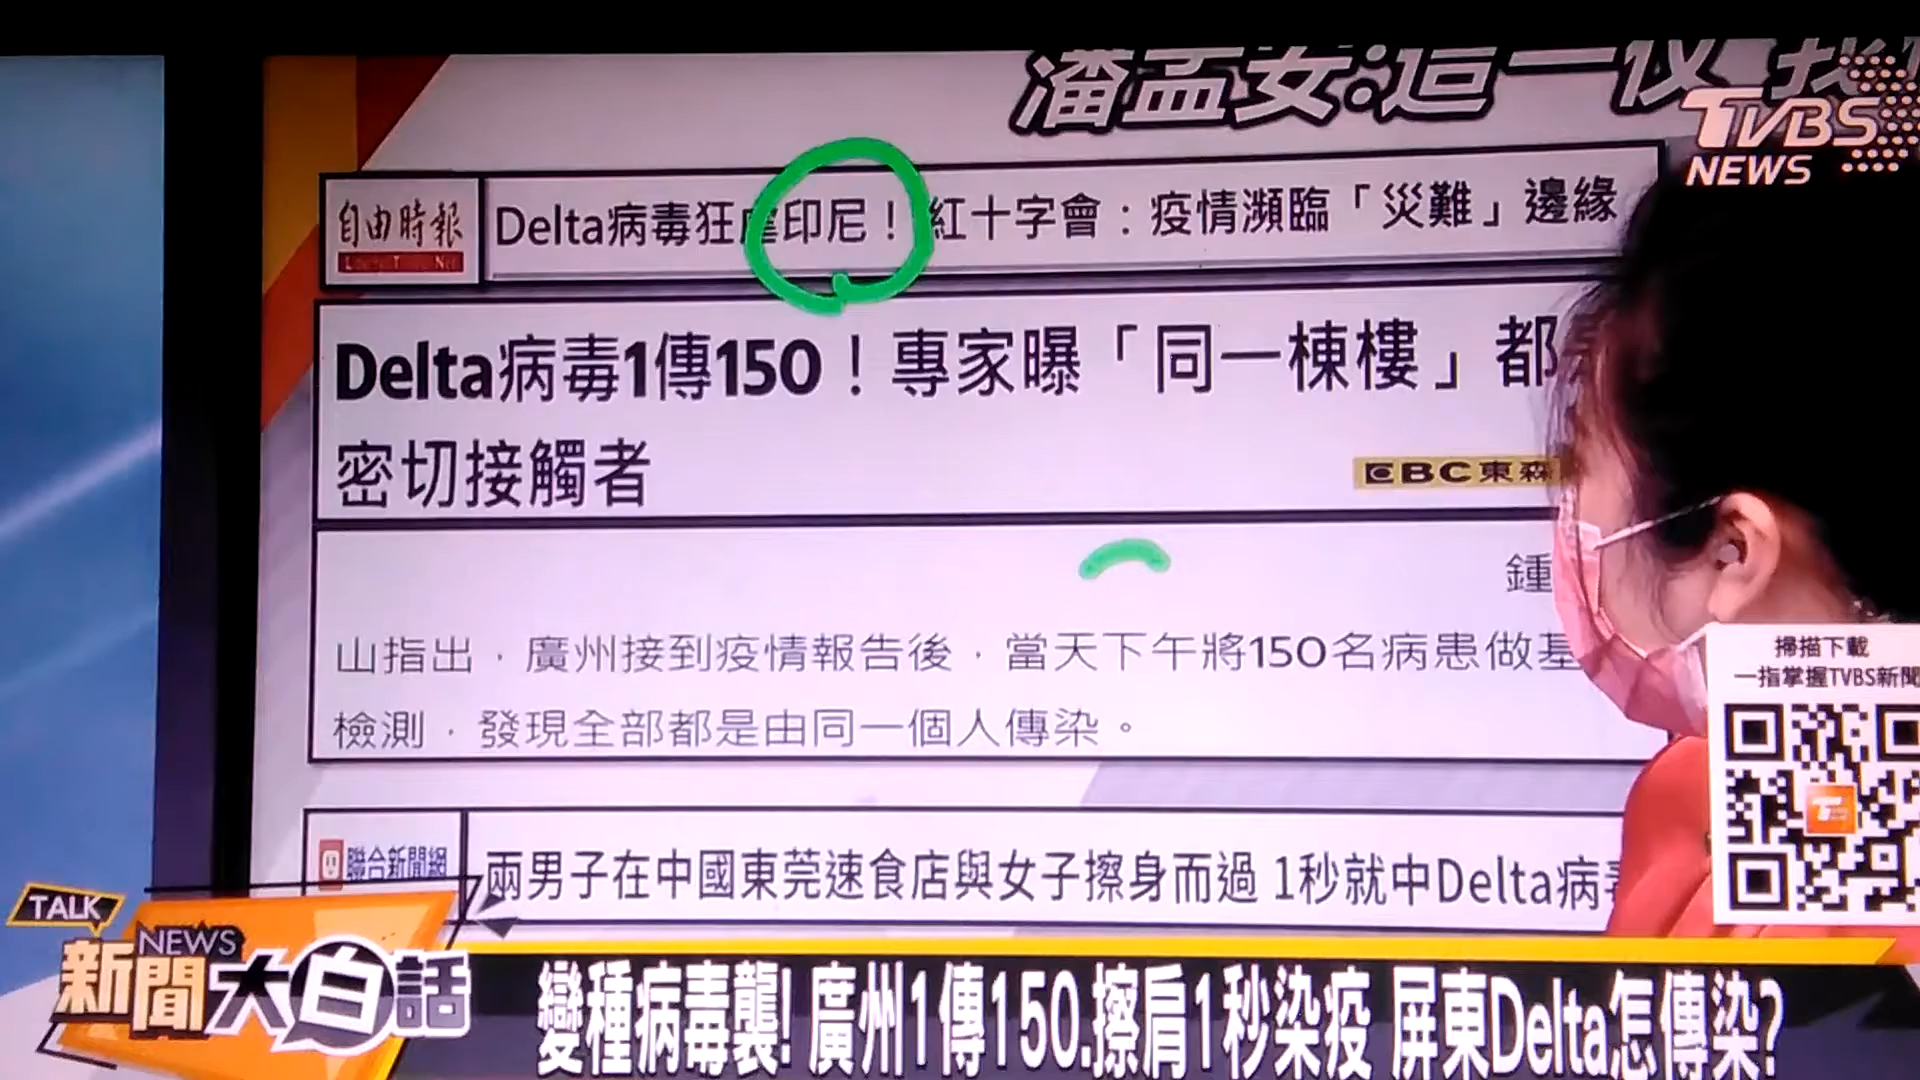 潘孟安:這一仗
TVBS
NEWS
自由時報
Delta病毒狂虐印尼！紅十字會：疫情瀕臨「災難」邊緣
Delta病毒1傳150！專家曝「同一棟樓」都
密切接觸者
EBC東森
鍾
山指出，廣州接到疫情報告後，當天下午將150名病患做基
檢測，發現全部都是由同一個人傳染。
掃描下載
一指掌握TVBS新聞
聯合新聞網
兩男子在中國東莞速食店與女子擦身而過 1秒就中Delta病毒
TALK
NEWS
新聞大白話
變種病毒襲!廣州1傳150.擦肩1秒染疫 屏東Delta怎傳染?